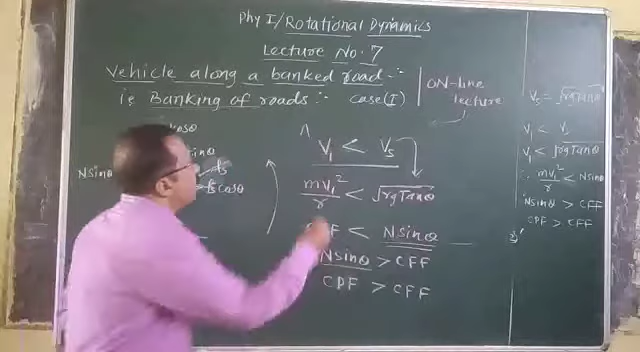 Phy I/Rotational Dynamics
Lecture No. 7
Vehicle along a banked road :-
ie Banking of roads :- case (I)
ON-line
lecture
NSinθ
fscosθ
V₁ < Vs
mV₁²/r < √rgTanθ
< NSinθ
NSinθ > CFF
CPF > CFF
Vs = √rgTanθ
V₁ < Vs
V₁ < √rgTanθ
∴ mV₁²/r < NSinθ
NSinθ > CFF
CPF > CFF